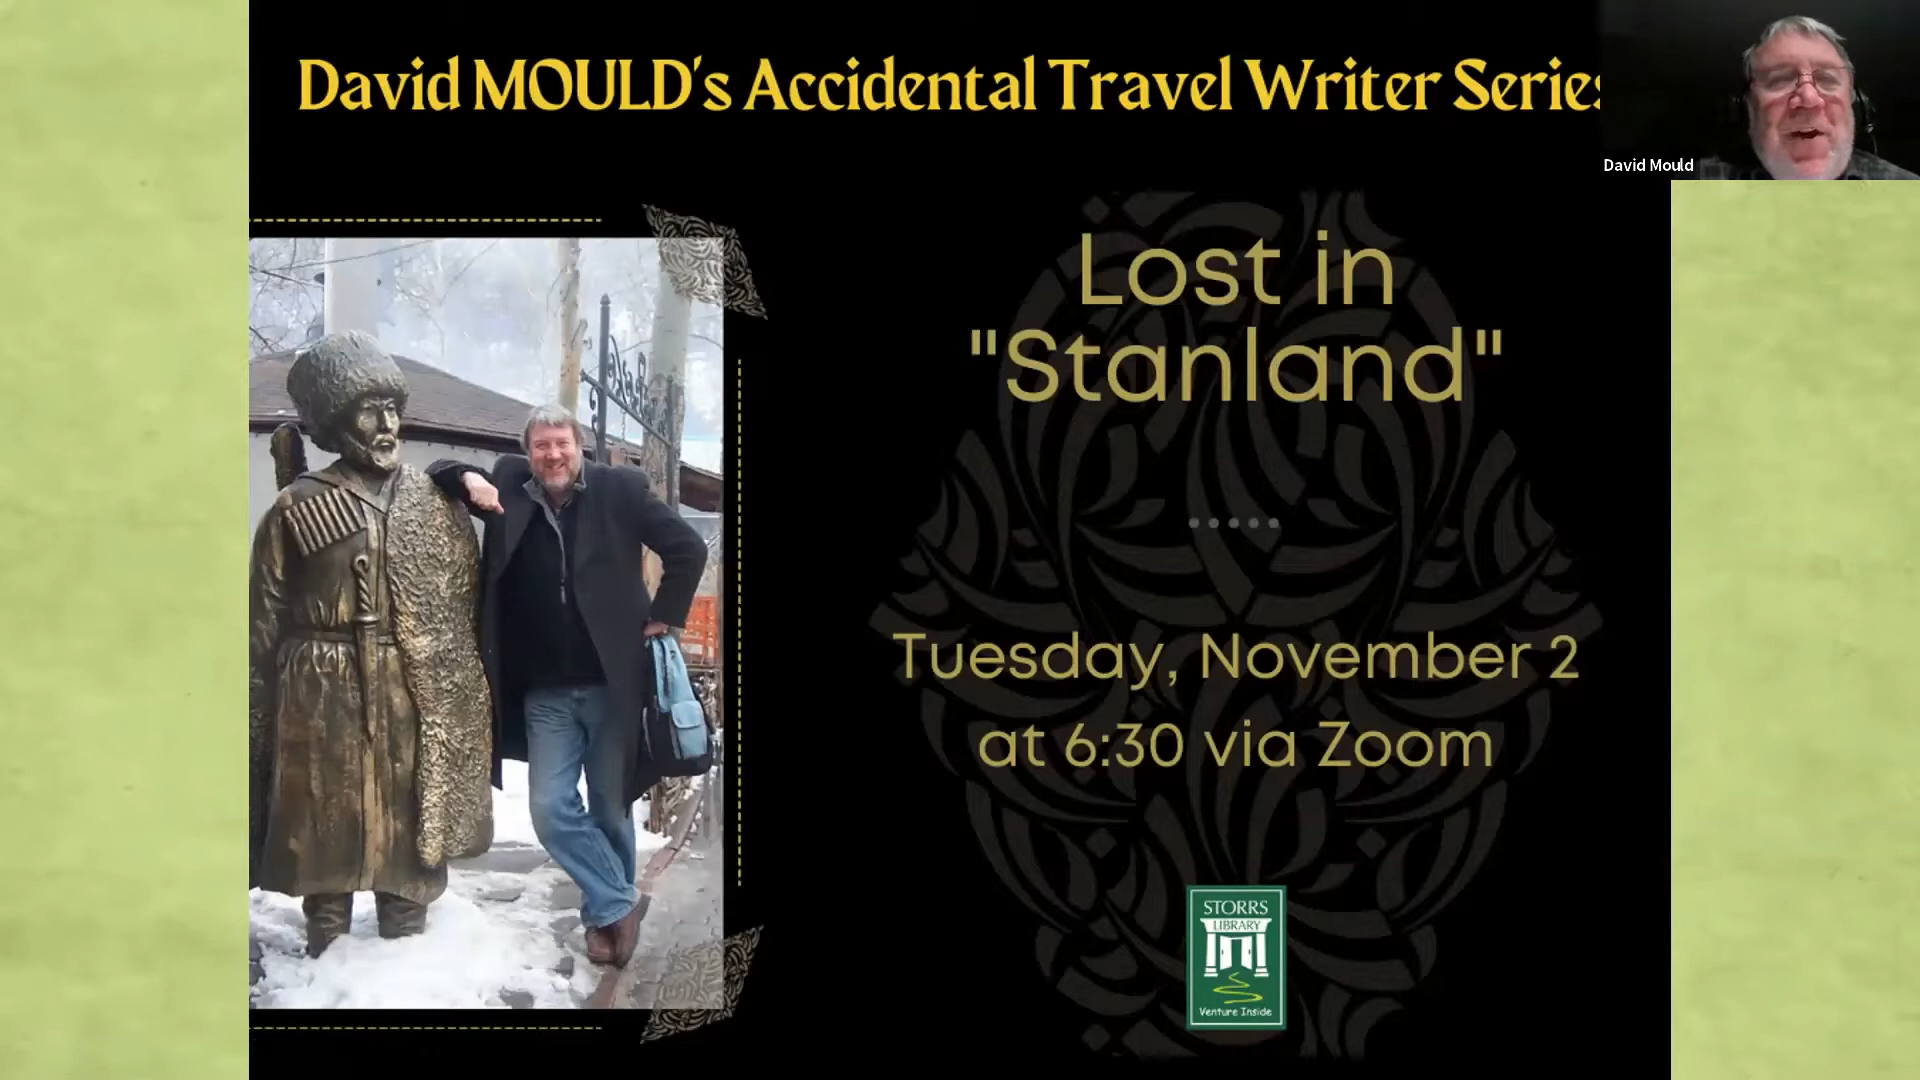 David MOULD's Accidental Travel Writer Series
David Mould
Lost in
"Stanland"
Tuesday, November 2
at 6:30 via Zoom
STORRS
LIBRARY
Venture Inside